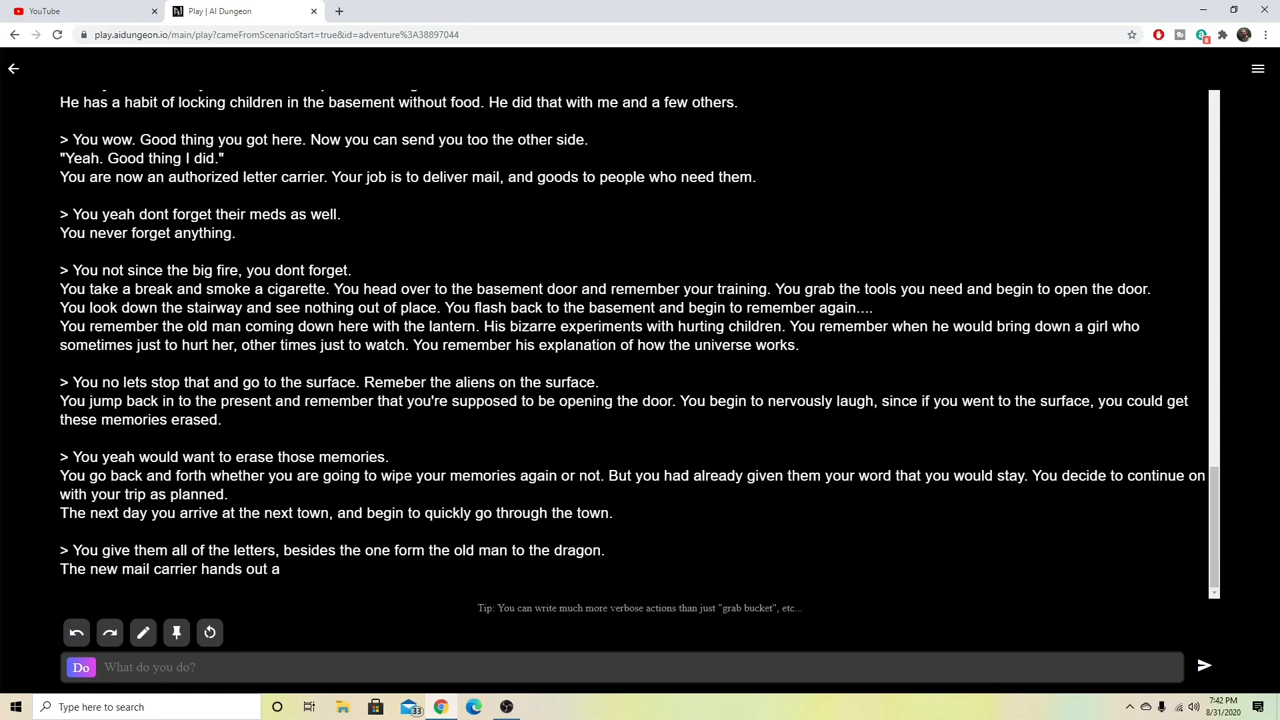 YouTube
Play | AI Dungeon
play.aidungeon.io/main/play?cameFromScenarioStart=true&id=adventure%3A38897044
8
He has a habit of locking children in the basement without food. He did that with me and a few others.
> You wow. Good thing you got here. Now you can send you too the other side.
"Yeah. Good thing I did."
You are now an authorized letter carrier. Your job is to deliver mail, and goods to people who need them.
> You yeah dont forget their meds as well.
You never forget anything.
> You not since the big fire, you dont forget.
You take a break and smoke a cigarette. You head over to the basement door and remember your training. You grab the tools you need and begin to open the door.
You look down the stairway and see nothing out of place. You flash back to the basement and begin to remember again....
You remember the old man coming down here with the lantern. His bizarre experiments with hurting children. You remember when he would bring down a girl who
sometimes just to hurt her, other times just to watch. You remember his explanation of how the universe works.
> You no lets stop that and go to the surface. Remeber the aliens on the surface.
You jump back in to the present and remember that you're supposed to be opening the door. You begin to nervously laugh, since if you went to the surface, you could get
these memories erased.
> You yeah would want to erase those memories.
You go back and forth whether you are going to wipe your memories again or not. But you had already given them your word that you would stay. You decide to continue on
with your trip as planned.
The next day you arrive at the next town, and begin to quickly go through the town.
> You give them all of the letters, besides the one form the old man to the dragon.
The new mail carrier hands out a
Tip: You can write much more verbose actions than just "grab bucket", etc...
Do What do you do?
Type here to search
33
7:42 PM
8/31/2020